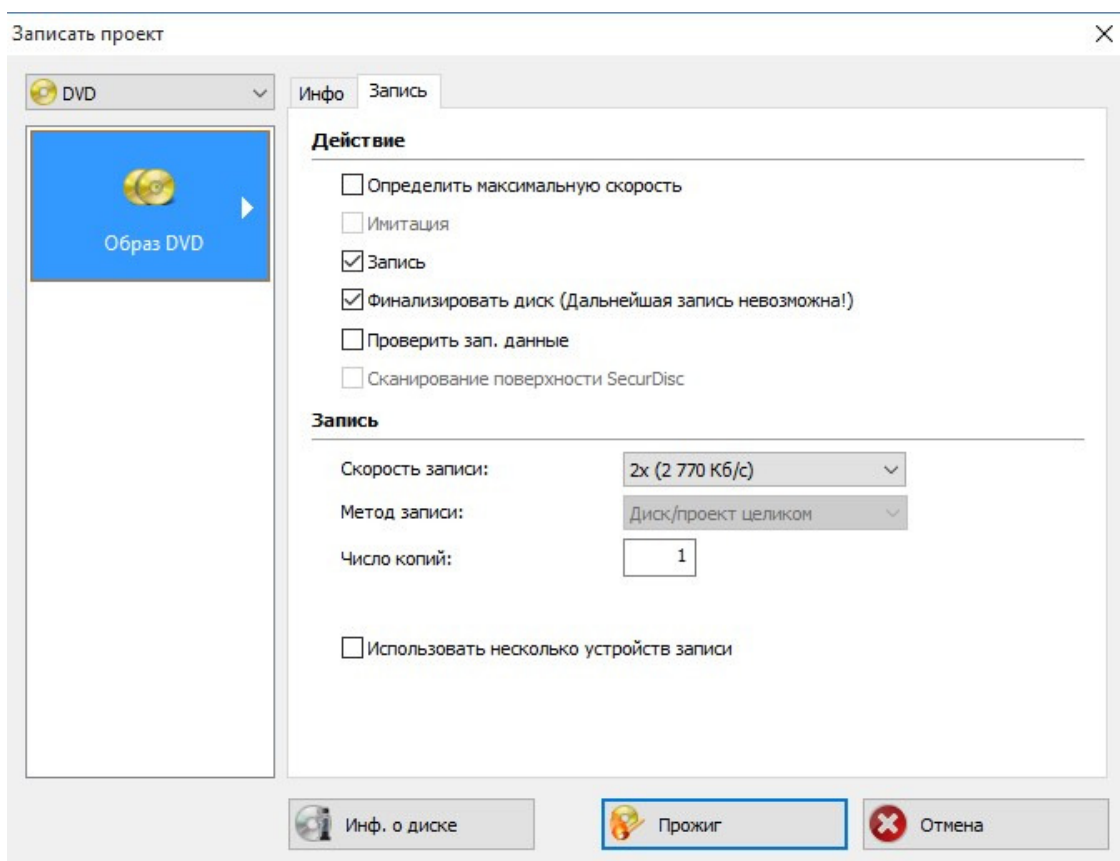 Записать проект
DVD
Образ DVD
Инфо Запись
Действие
Определить максимальную скорость
Имитация
Запись
Финализировать диск (Дальнейшая запись невозможна!)
Проверить зап. данные
Сканирование поверхности SecurDisc
Запись
Скорость записи: 2x (2 770 Кб/с)
Метод записи: Диск/проект целиком
Число копий: 1
Использовать несколько устройств записи
Инф. о диске Прожиг Отмена